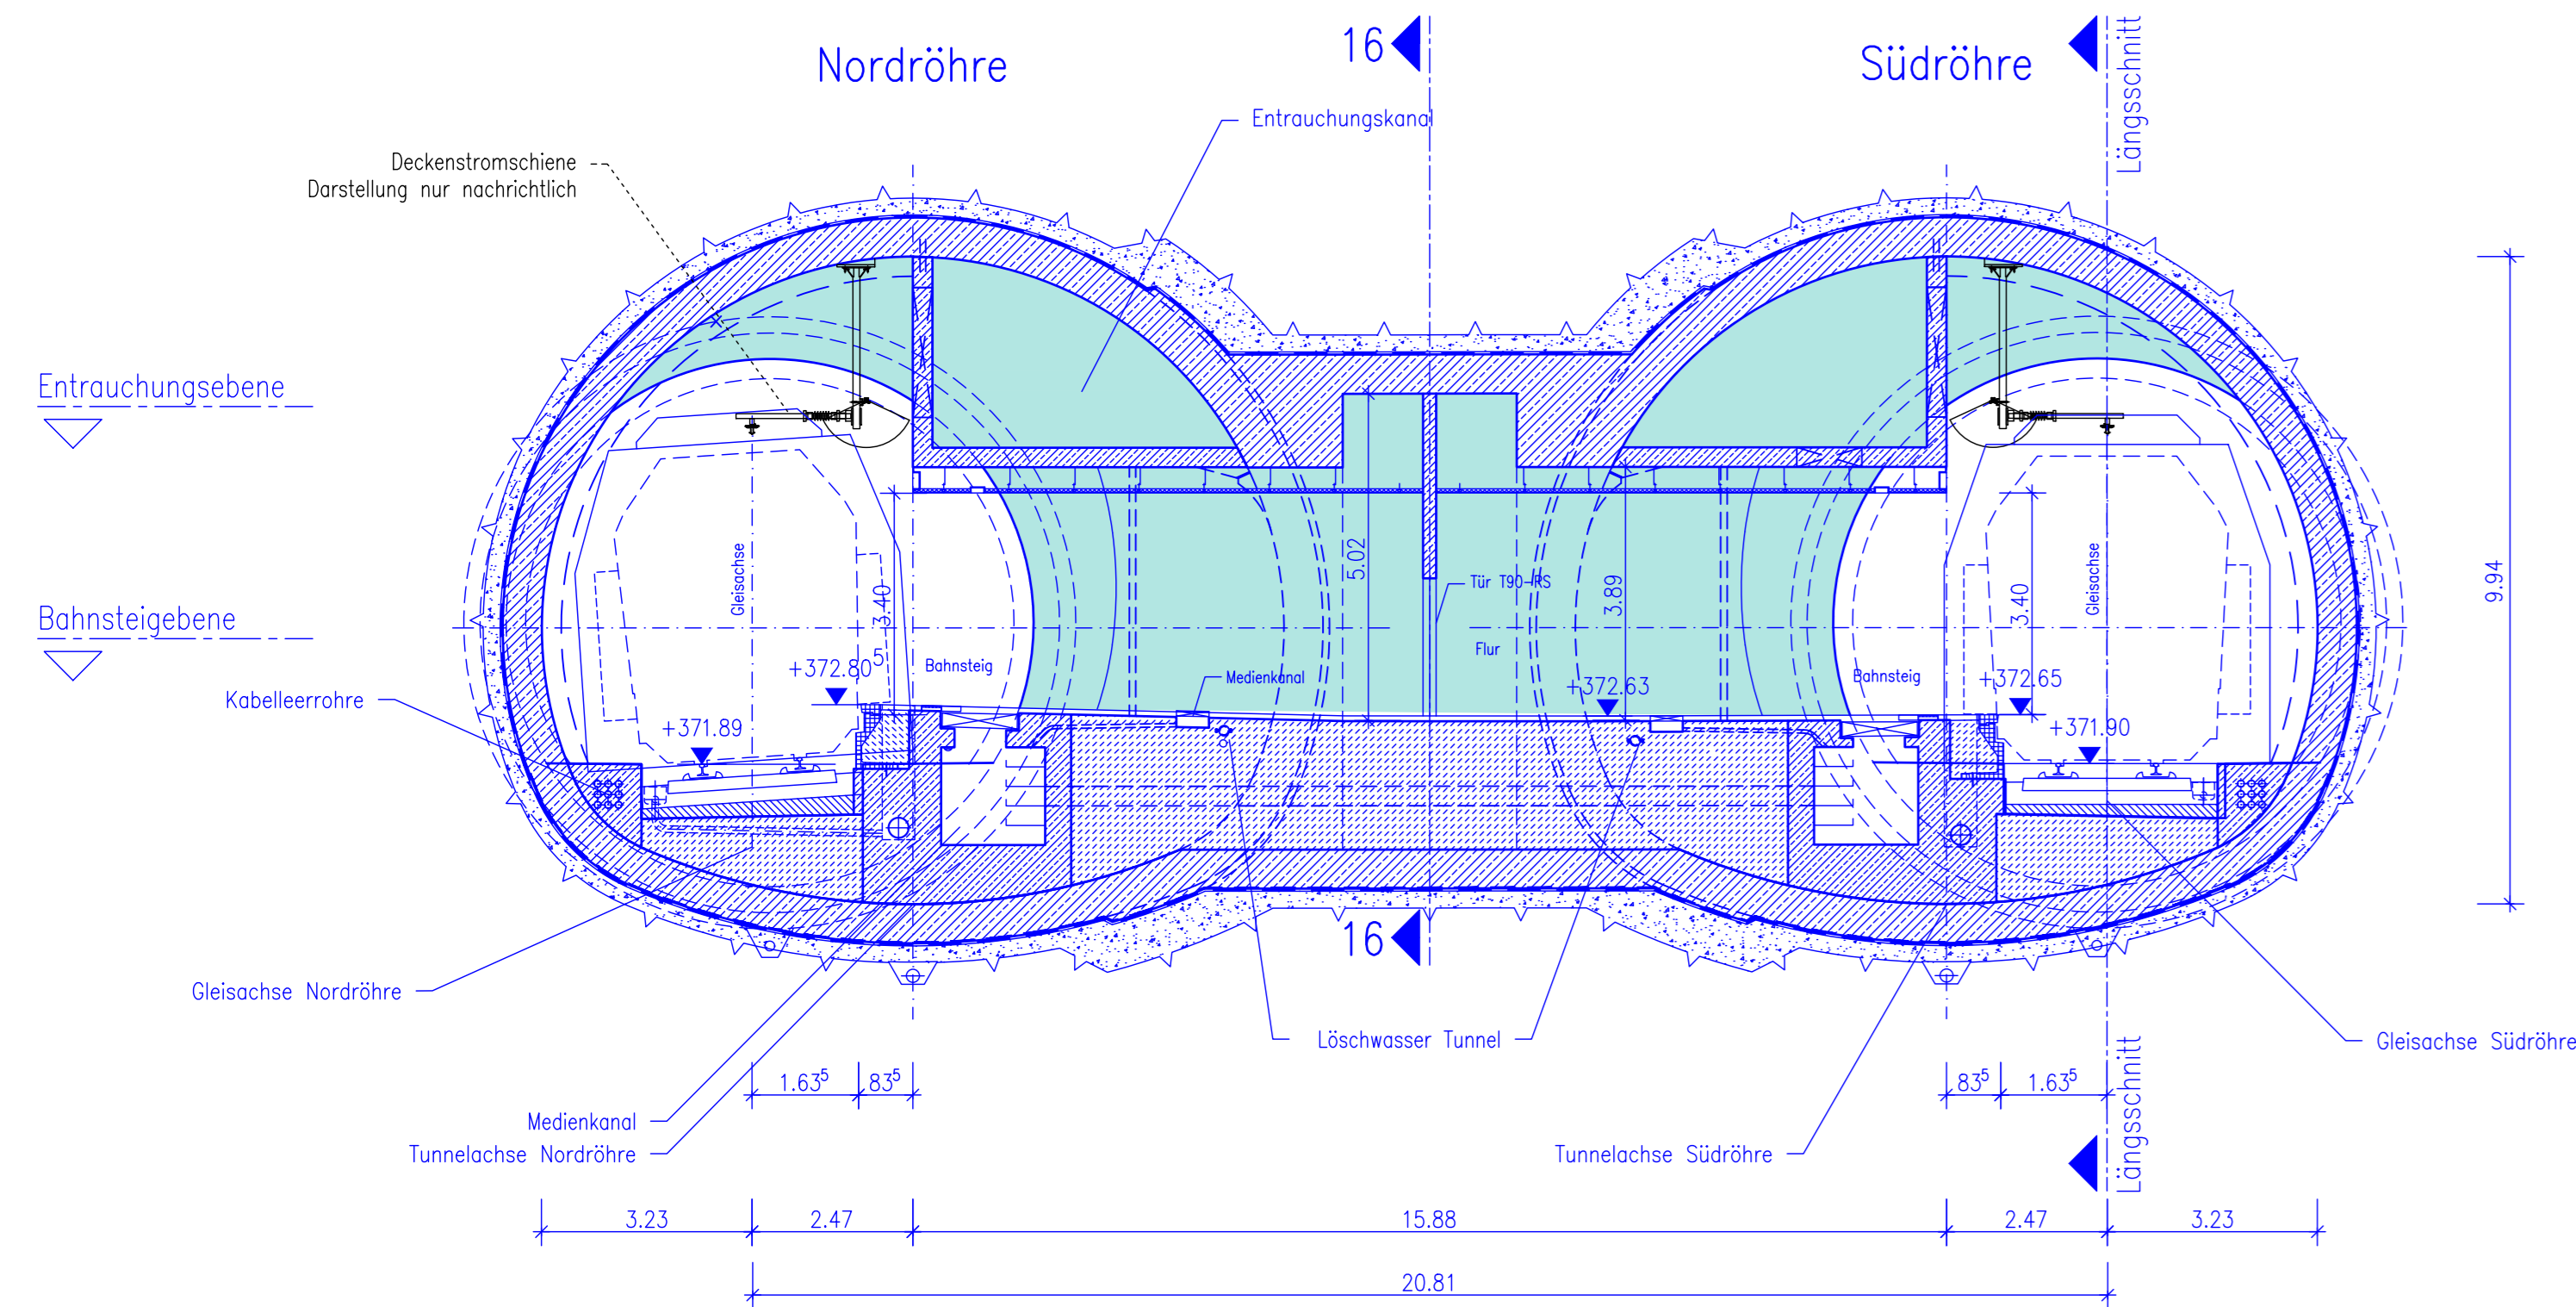 Nordröhre
16
Südröhre
Längsschnitt
Entrauchungskanal
Deckenstromschiene
Darstellung nur nachrichtlich
Entrauchungsebene
Bahnsteigebene
Gleisachse
3.40
5.02
Tür T90-RS
3.89
3.40
Gleisachse
9.94
Flur
+372.80⁵
Bahnsteig
Medienkanal
+372.63
Bahnsteig
+372.65
Kabelleerrohre
+371.89
+371.90
16
Gleisachse Nordröhre
Löschwasser Tunnel
Gleisachse Südröhre
1.63⁵
83⁵
83⁵
1.63⁵
Längsschnitt
Medienkanal
Tunnelachse Nordröhre
Tunnelachse Südröhre
3.23
2.47
15.88
2.47
3.23
20.81